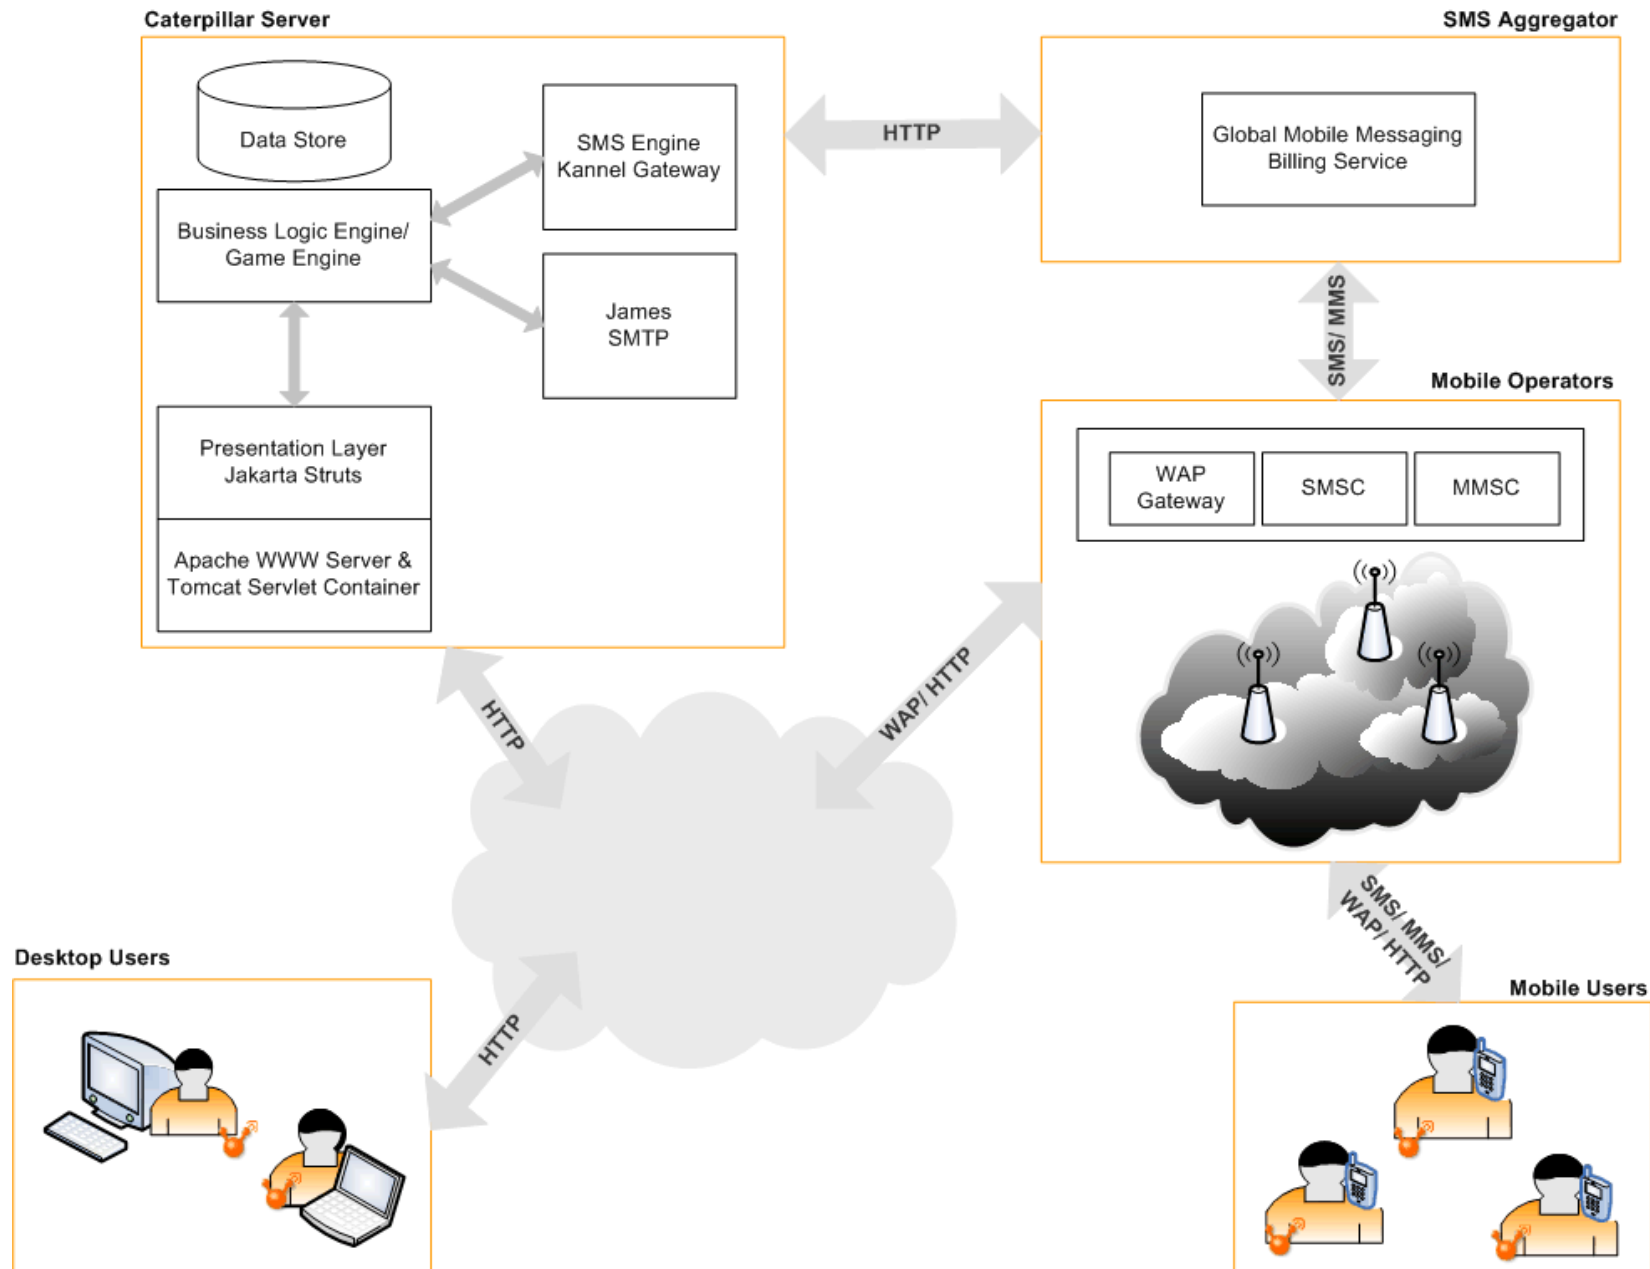 Caterpillar Server
SMS Aggregator
Data Store
SMS Engine
Kannel Gateway
Business Logic Engine/
Game Engine
James
SMTP
Presentation Layer
Jakarta Struts
Apache WWW Server &
Tomcat Servlet Container
HTTP
Global Mobile Messaging
Billing Service
SMS/ MMS
Mobile Operators
WAP
Gateway
SMSC
MMSC
HTTP
WAP/ HTTP
SMS/ MMS/
WAP/ HTTP
Desktop Users
HTTP
Mobile Users